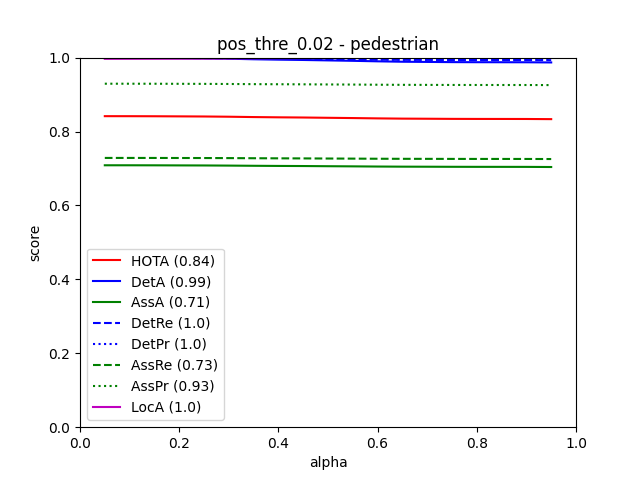 pos_thre_0.02 - pedestrian
1.0
0.8
0.6
0.4
0.2
0.0
score
HOTA (0.84)
DetA (0.99)
AssA (0.71)
DetRe (1.0)
DetPr (1.0)
AssRe (0.73)
AssPr (0.93)
LocA (1.0)
0.0 0.2 0.4 0.6 0.8 1.0
alpha